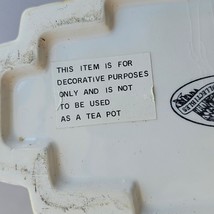 THIS ITEM IS FOR
DECORATIVE PURPOSES
ONLY AND IS NOT
TO BE USED
AS A TEA POT